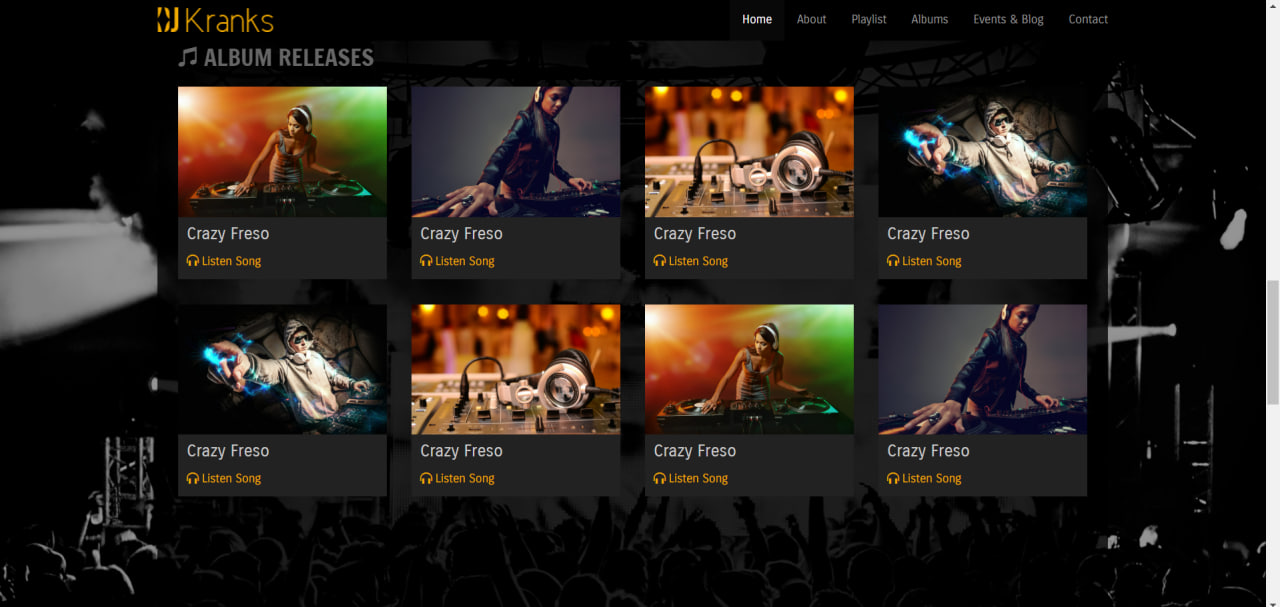 DJ Kranks
Home About Playlist Albums Events & Blog Contact
ALBUM RELEASES
Crazy Freso Crazy Freso Crazy Freso Crazy Freso
Listen Song Listen Song Listen Song Listen Song
Crazy Freso Crazy Freso Crazy Freso Crazy Freso
Listen Song Listen Song Listen Song Listen Song